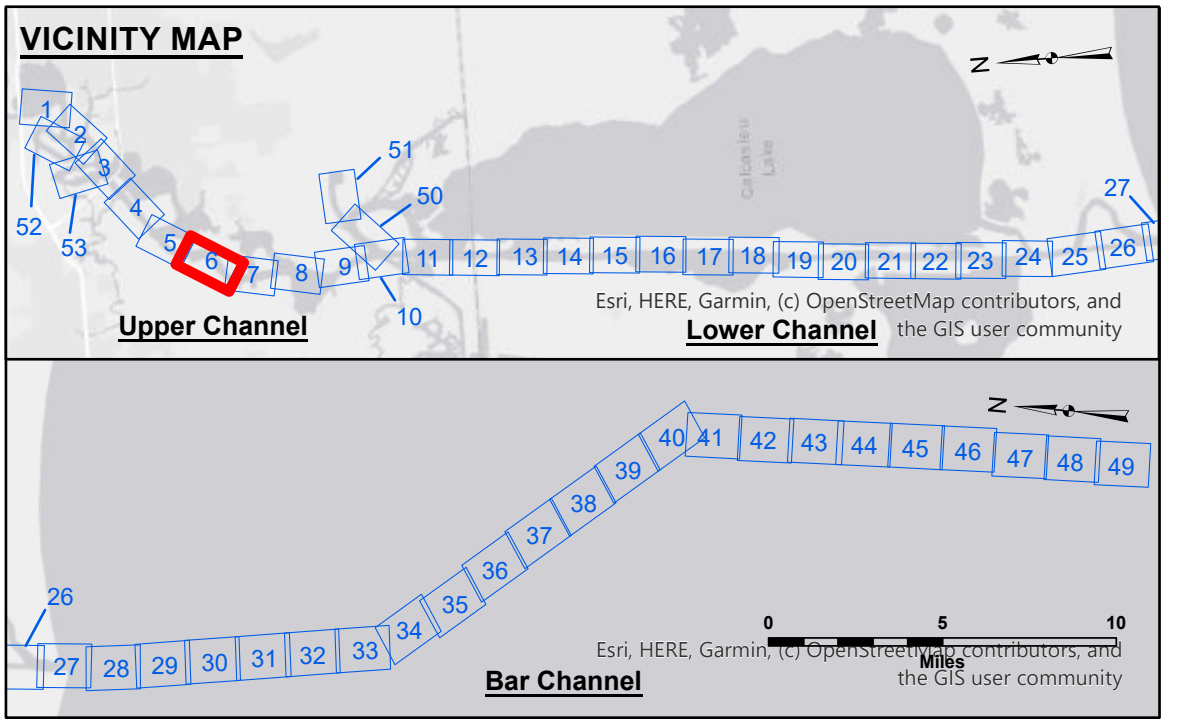 VICINITY MAP
N
1
2
3
4
5
6
7
8
9
52
53
51
50
10
11 12 13 14 15 16 17 18 19 20 21 22 23 24 25 26
27
Calcasieu
Lake
Esri, HERE, Garmin, (c) OpenStreetMap contributors, and
the GIS user community
Upper Channel
Lower Channel
N
26
27 28 29 30 31 32 33 34 35 36 37 38 39 40 41 42 43 44 45 46 47 48 49
0 5 10
Miles
Esri, HERE, Garmin, (c) OpenStreetMap contributors, and
the GIS user community
Bar Channel